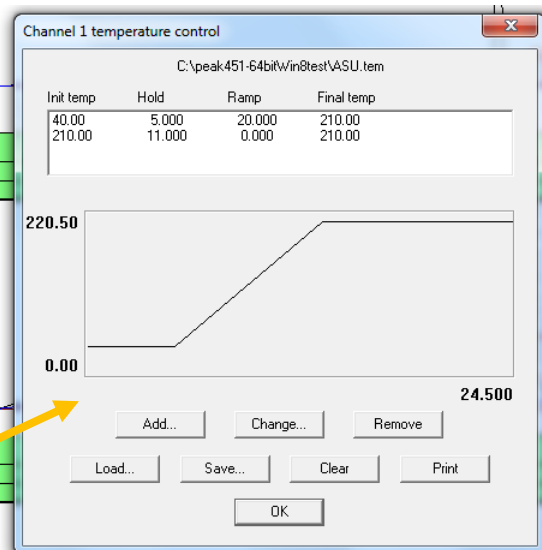 Channel 1 temperature control
C:\peak451-64bitWin8test\ASU.tem
Init temp Hold Ramp Final temp
40.00 5.000 20.000 210.00
210.00 11.000 0.000 210.00
220.50
0.00
24.500
Add... Change... Remove
Load... Save... Clear Print
OK